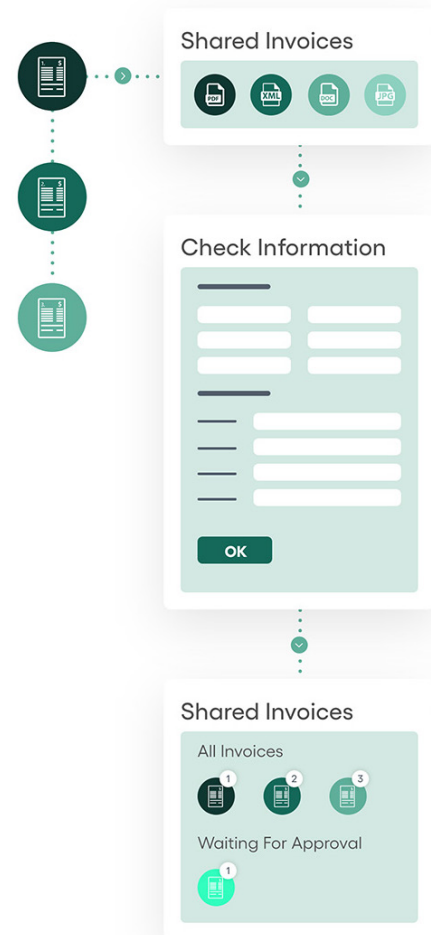 Shared Invoices
PDF
XML
DOC
JPG
Check Information
OK
Shared Invoices
All Invoices
1
2
3
Waiting For Approval
1